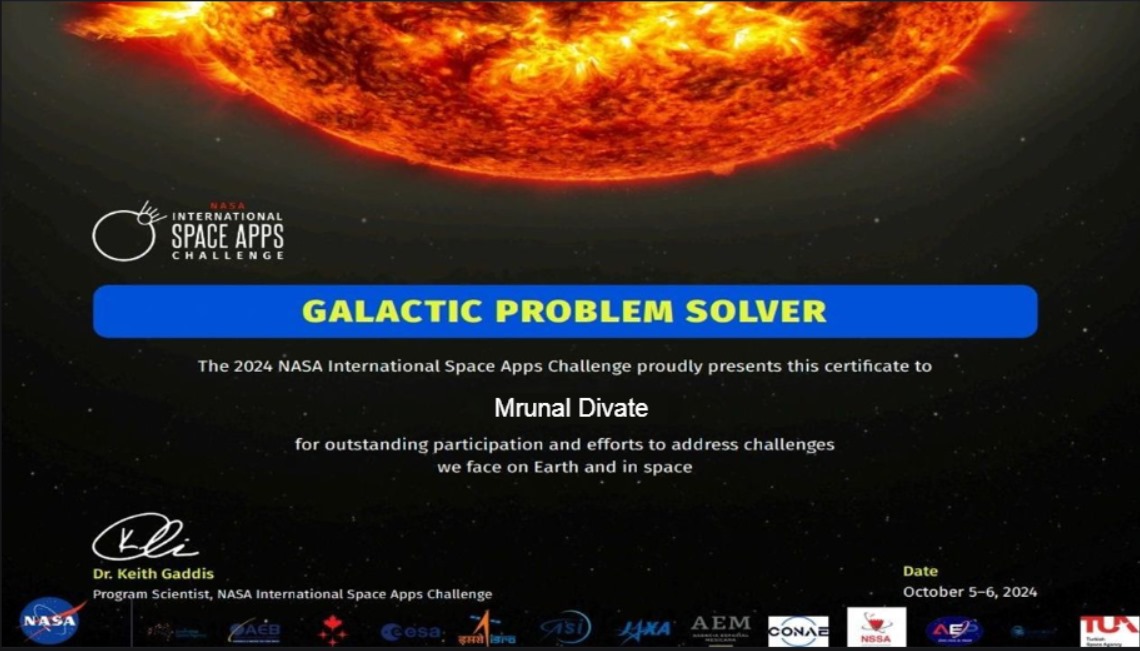 NASA
INTERNATIONAL
SPACE APPS
CHALLENGE
GALACTIC PROBLEM SOLVER
The 2024 NASA International Space Apps Challenge proudly presents this certificate to
Mrunal Divate
for outstanding participation and efforts to address challenges
we face on Earth and in space
Dr. Keith Gaddis
Program Scientist, NASA International Space Apps Challenge
Date
October 5–6, 2024
NASA
AEB
esa
इसरो isro
ASI
JAXA
AEM
CONAE
NSSA
AEP
TUA
Turkish
Space Agency